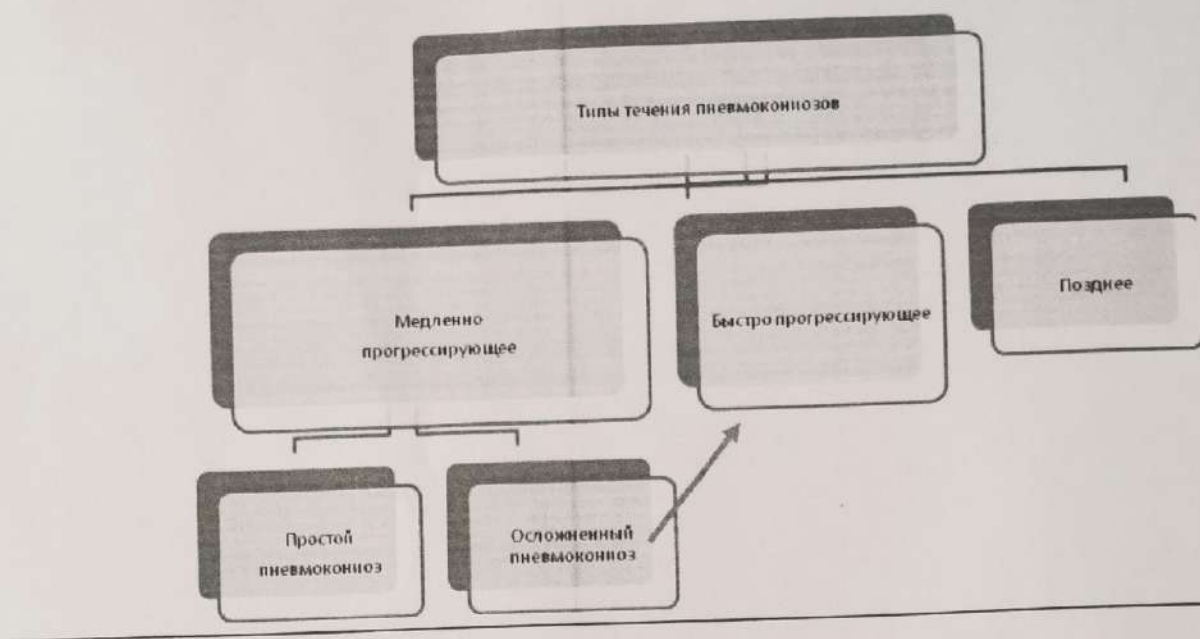 Типы течения пневмокониозов
Медленно
прогрессирующее
Быстро прогрессирующее
Позднее
Простой
пневмокониоз
Осложненный
пневмокониоз